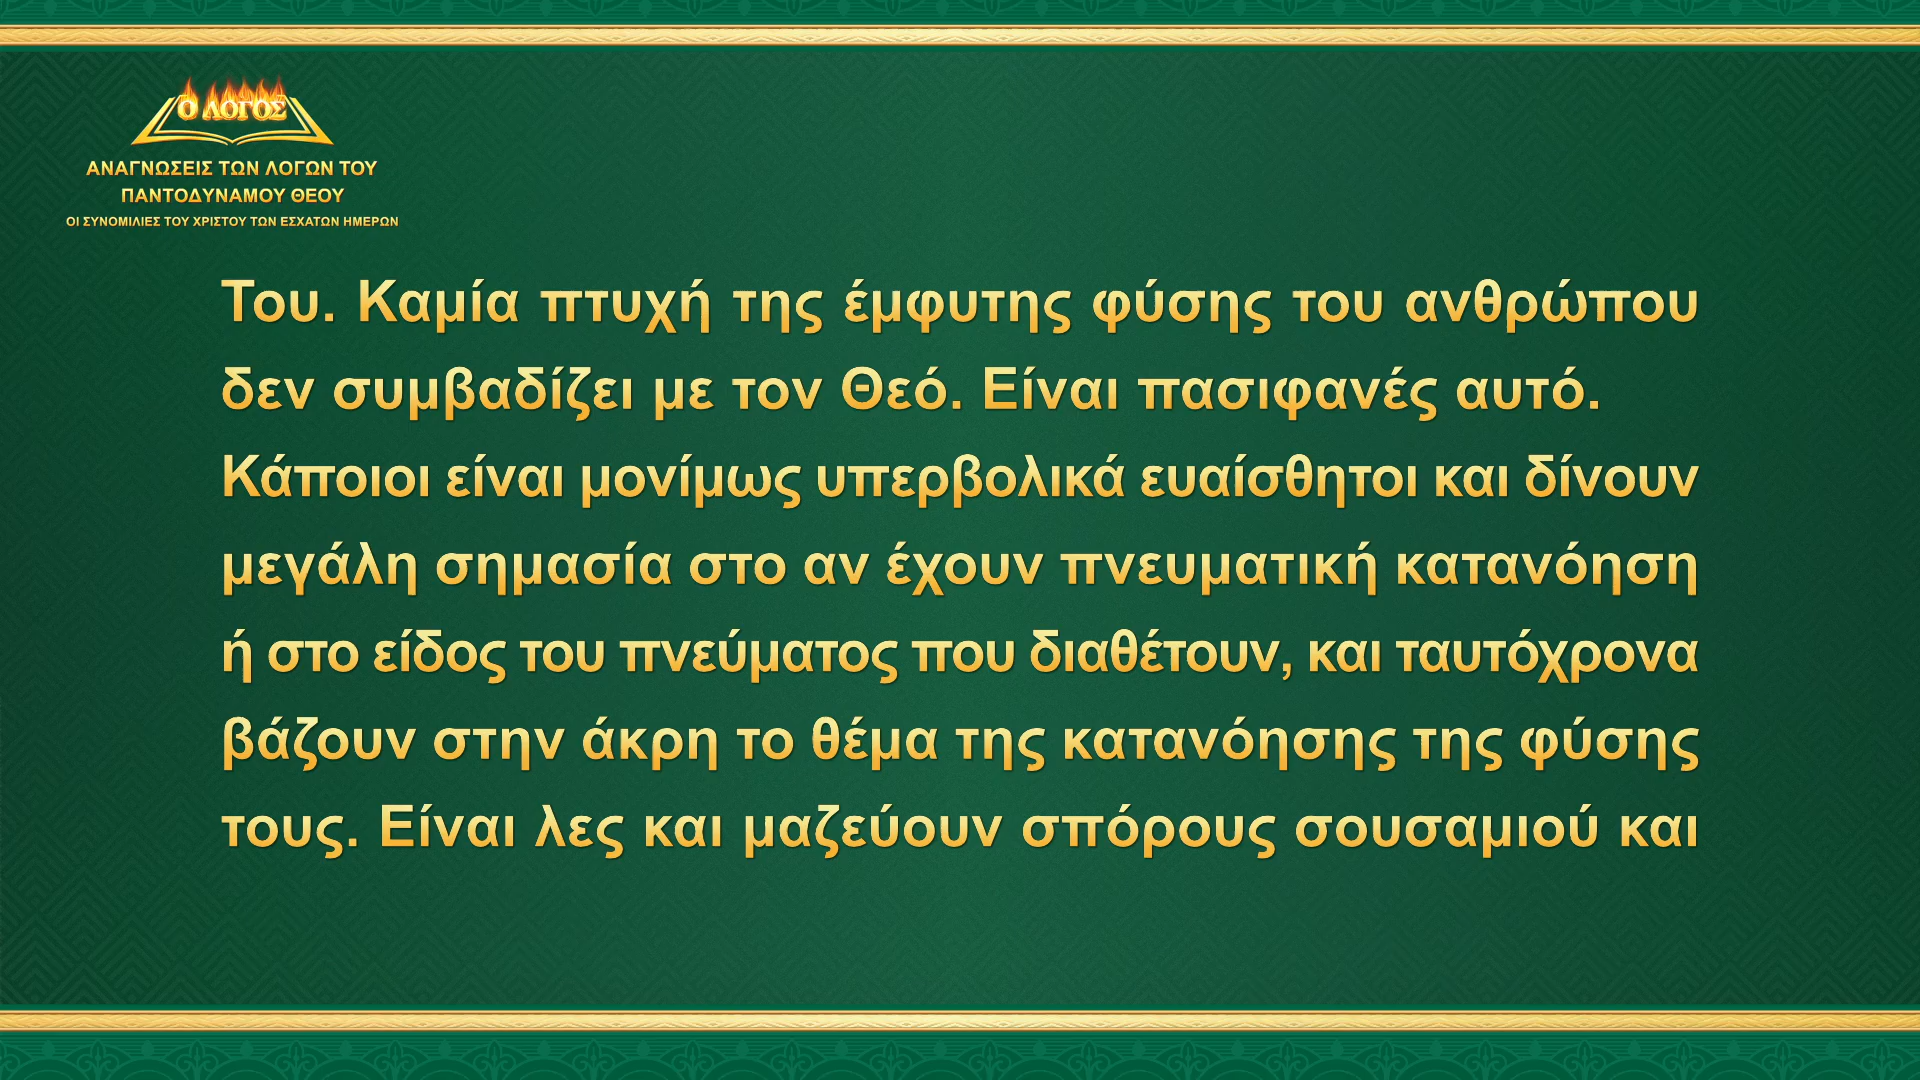 Ο ΛΟΓΟΣ
ΑΝΑΓΝΩΣΕΙΣ ΤΩΝ ΛΟΓΩΝ ΤΟΥ
ΠΑΝΤΟΔΥΝΑΜΟΥ ΘΕΟΥ
ΟΙ ΣΥΝΟΜΙΛΙΕΣ ΤΟΥ ΧΡΙΣΤΟΥ ΤΩΝ ΕΣΧΑΤΩΝ ΗΜΕΡΩΝ
Του. Καμία πτυχή της έμφυτης φύσης του ανθρώπου
δεν συμβαδίζει με τον Θεό. Είναι πασιφανές αυτό.
Κάποιοι είναι μονίμως υπερβολικά ευαίσθητοι και δίνουν
μεγάλη σημασία στο αν έχουν πνευματική κατανόηση
ή στο είδος του πνεύματος που διαθέτουν, και ταυτόχρονα
βάζουν στην άκρη το θέμα της κατανόησης της φύσης
τους. Είναι λες και μαζεύουν σπόρους σουσαμιού και